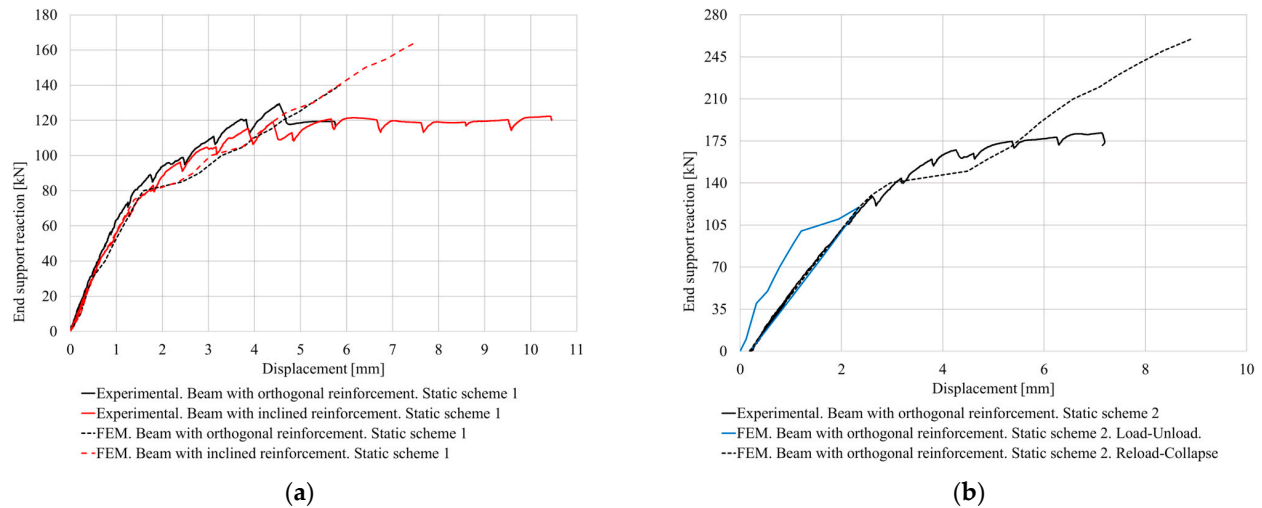 180
160
140
120
100
80
60
40
20
0
End support reaction [kN]
0 1 2 3 4 5 6 7 8 9 10 11
Displacement [mm]
Experimental. Beam with orthogonal reinforcement. Static scheme 1
Experimental. Beam with inclined reinforcement. Static scheme 1
FEM. Beam with orthogonal reinforcement. Static scheme 1
FEM. Beam with inclined reinforcement. Static scheme 1
(a)
280
245
210
175
140
105
70
35
0
End support reaction [kN]
0 2 4 6 8 10
Displacement [mm]
Experimental. Beam with orthogonal reinforcement. Static scheme 2
FEM. Beam with orthogonal reinforcement. Static scheme 2. Load-Unload.
FEM. Beam with orthogonal reinforcement. Static scheme 2. Reload-Collapse
(b)